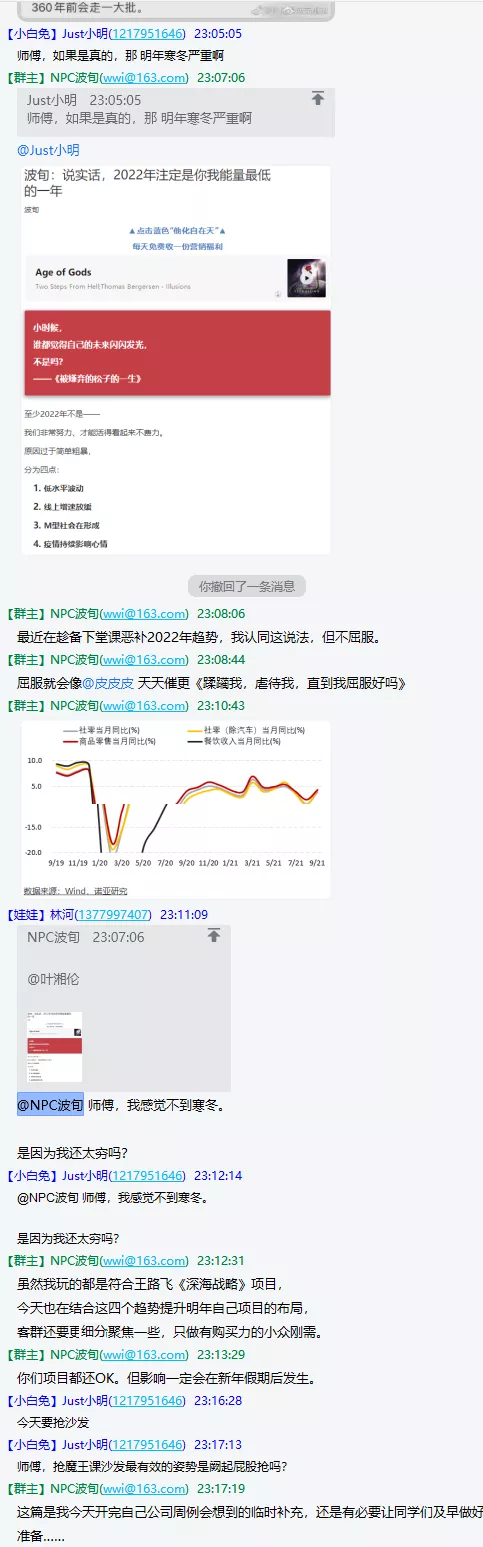 360年前会走一大批。
【小白免】Just小明(1217951646) 23:05:05
师傅，如果是真的，那 明年寒冬严重啊
【群主】NPC波旬(wwi@163.com) 23:07:06
Just小明 23:05:05
师傅，如果是真的，那 明年寒冬严重啊
@Just小明
波旬：说实话，2022年注定是你我能量最低
的一年
波旬
▲点击蓝色“他化自在天”▲
每天免费收一份营销福利
Age of Gods
Two Steps From Hell;Thomas Bergersen - Illusions
小时候，
谁都觉得自己的未来闪闪发光，
不是吗？
——《被嫌弃的松子的一生》
至少2022年不是——
我们非常努力，才能活得看起来不费力。
原因过于简单粗暴，
分为四点：
1. 低水平波动
2. 线上增速放缓
3. M型社会在形成
4. 疫情持续影响心情
你撤回了一条消息
【群主】NPC波旬(wwi@163.com) 23:08:06
最近在趁备下堂课恶补2022年趋势，我认同这说法，但不屈服。
【群主】NPC波旬(wwi@163.com) 23:08:44
屈服就会像@皮皮皮 天天催更《蹂躏我，虐待我，直到我屈服好吗》
【群主】NPC波旬(wwi@163.com) 23:10:43
社零当月同比(%) 社零（除汽车）当月同比(%)
商品零售当月同比(%) 餐饮收入当月同比(%)
10.0
5.0
-15.0
-20.0
9/19 11/19 1/20 3/20 5/20 7/20 9/20 11/20 1/21 3/21 5/21 7/21 9/21
数据来源：Wind，诺亚研究
【娃娃】林河(1377997407) 23:11:09
NPC波旬 23:07:06
@叶湘伦
@NPC波旬 师傅，我感觉不到寒冬。
是因为我还太穷吗？
【小白免】Just小明(1217951646) 23:12:14
@NPC波旬 师傅，我感觉不到寒冬。
是因为我还太穷吗？
【群主】NPC波旬(wwi@163.com) 23:12:31
虽然我玩的都是符合王路飞《深海战略》项目，
今天也在结合这四个趋势提升明年自己项目的布局，
客群还要更细分聚焦一些，只做有购买力的小众刚需。
【群主】NPC波旬(wwi@163.com) 23:13:29
你们项目都还OK。但影响一定会在新年假期后发生。
【小白免】Just小明(1217951646) 23:16:28
今天要抢沙发
【小白免】Just小明(1217951646) 23:17:13
师傅，抢魔王课沙发最有效的姿势是阙起屁股抢吗？
【群主】NPC波旬(wwi@163.com) 23:17:19
这篇是我今天开完自己公司周例会想到的临时补充，还是有必要让同学们及早做好
准备……